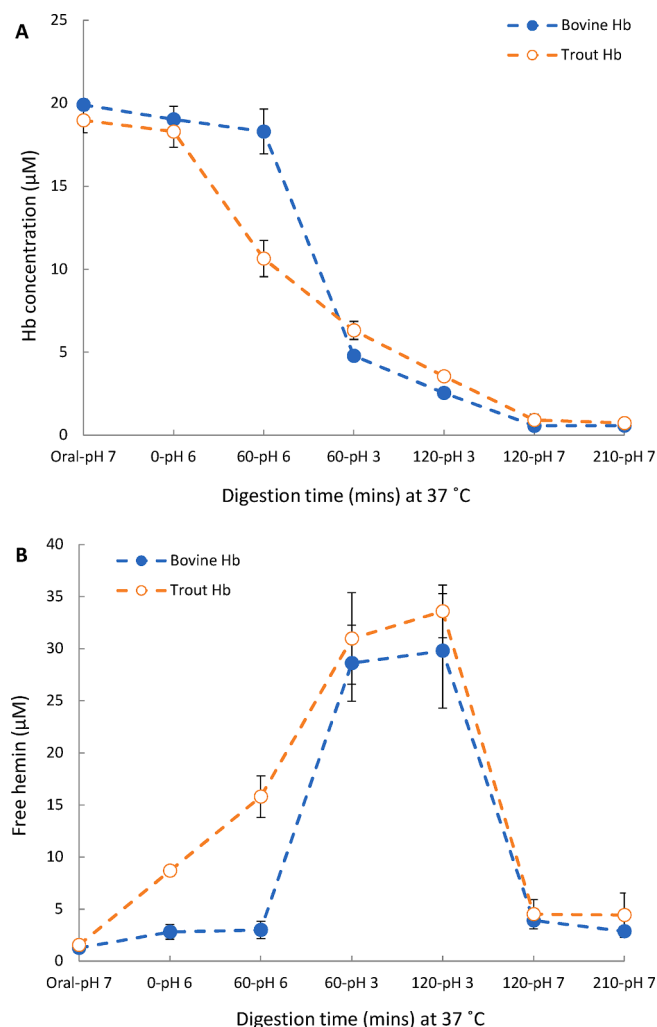 A
Bovine Hb
Trout Hb
25
20
15
10
5
0
Hb concentration (µM)
Oral-pH 7 0-pH 6 60-pH 6 60-pH 3 120-pH 3 120-pH 7 210-pH 7
Digestion time (mins) at 37 ˚C
B
Bovine Hb
Trout Hb
40
35
30
25
20
15
10
5
0
Free hemin (µM)
Oral-pH 7 0-pH 6 60-pH 6 60-pH 3 120-pH 3 120-pH 7 210-pH 7
Digestion time (mins) at 37 ˚C